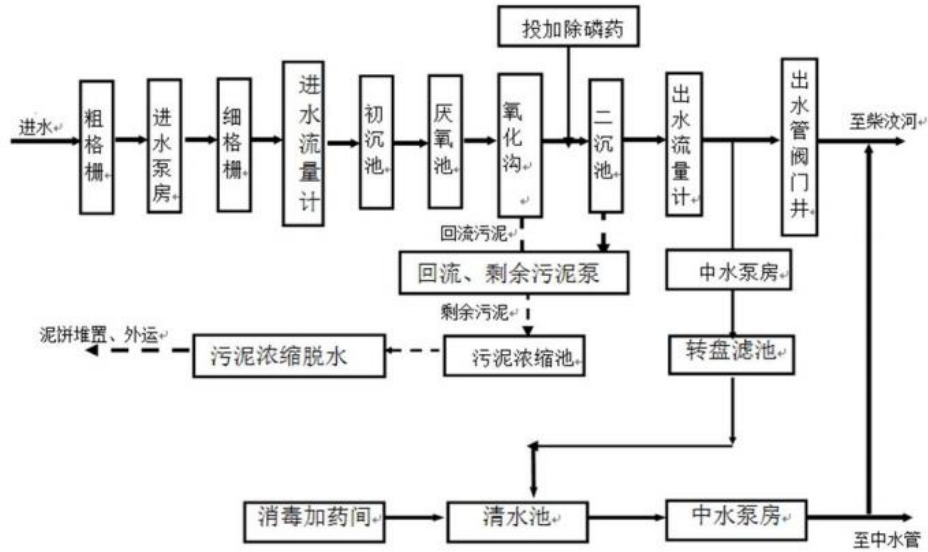 投加除磷药
进水
粗格栅
进水泵房
细格栅
进水流量计
初沉池
厌氧池
氧化沟
二沉池
出水流量计
出水管阀门井
至柴汶河
回流污泥
回流、剩余污泥泵
中水泵房
剩余污泥
泥饼堆置、外运
污泥浓缩脱水
污泥浓缩池
转盘滤池
消毒加药间
清水池
中水泵房
至中水管